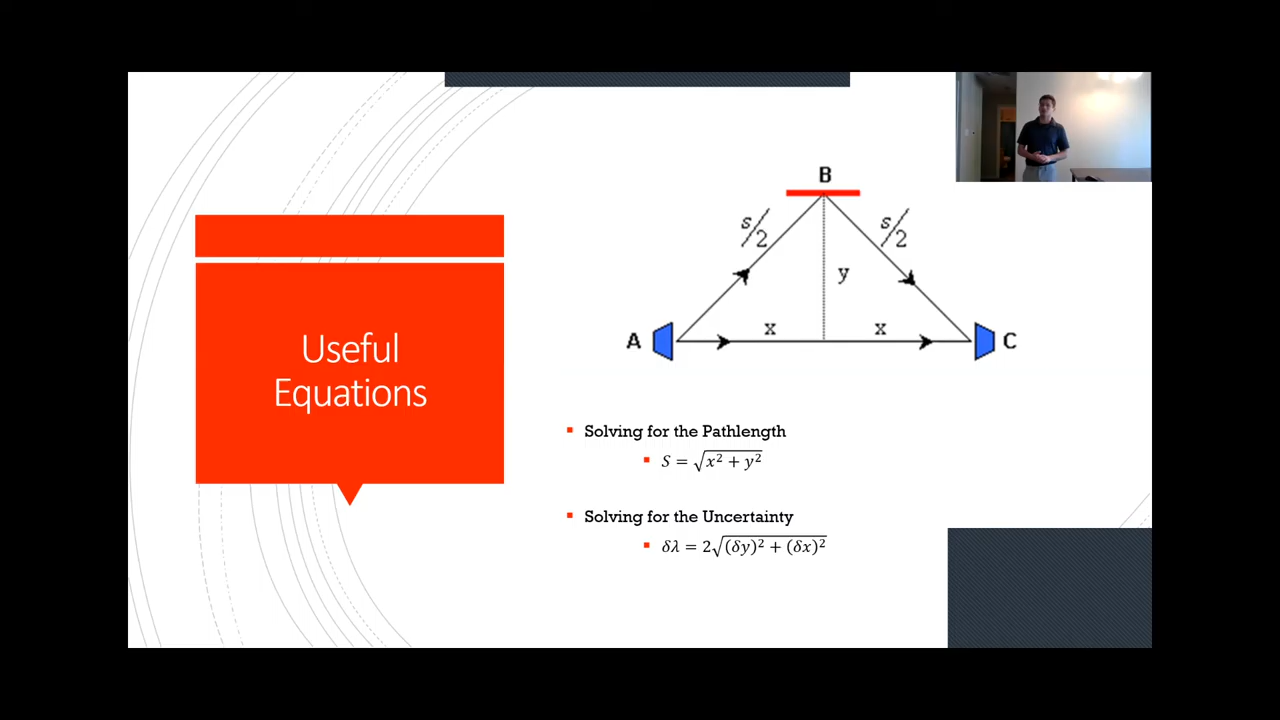 Useful
Equations
B
s/2 s/2
y
A x x C
Solving for the Pathlength
S = √(x² + y²)
Solving for the Uncertainty
δλ = 2√((δy)² + (δx)²)